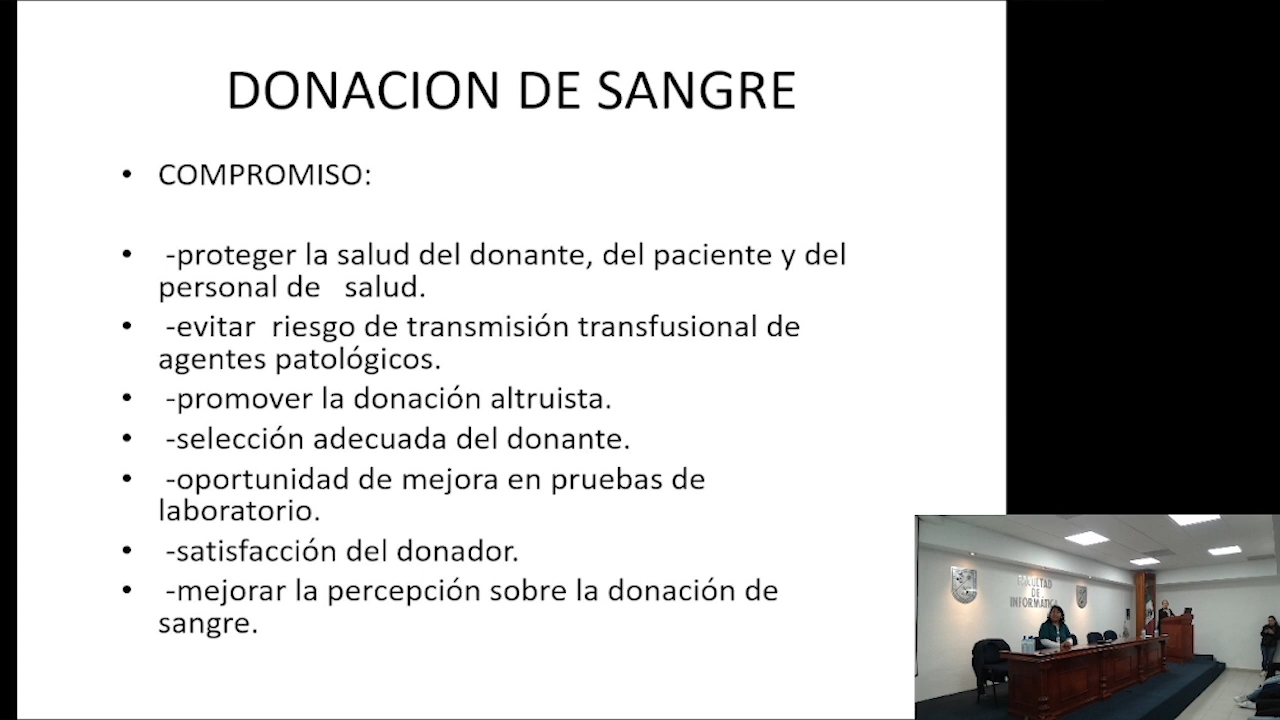 DONACION DE SANGRE
• COMPROMISO:
• -proteger la salud del donante, del paciente y del
personal de salud.
• -evitar riesgo de transmisión transfusional de
agentes patológicos.
• -promover la donación altruista.
• -selección adecuada del donante.
• -oportunidad de mejora en pruebas de
laboratorio.
• -satisfacción del donador.
• -mejorar la percepción sobre la donación de
sangre.
FACULTAD
DE
INFORMÁTICA